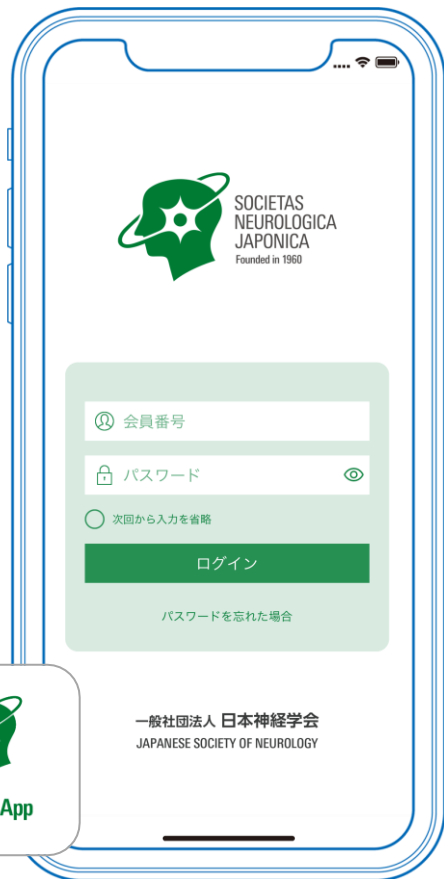 SOCIETAS
NEUROLOGICA
JAPONICA
Founded in 1960
会員番号
パスワード
次回から入力を省略
ログイン
パスワードを忘れた場合
一般社団法人 日本神経学会
JAPANESE SOCIETY OF NEUROLOGY
App